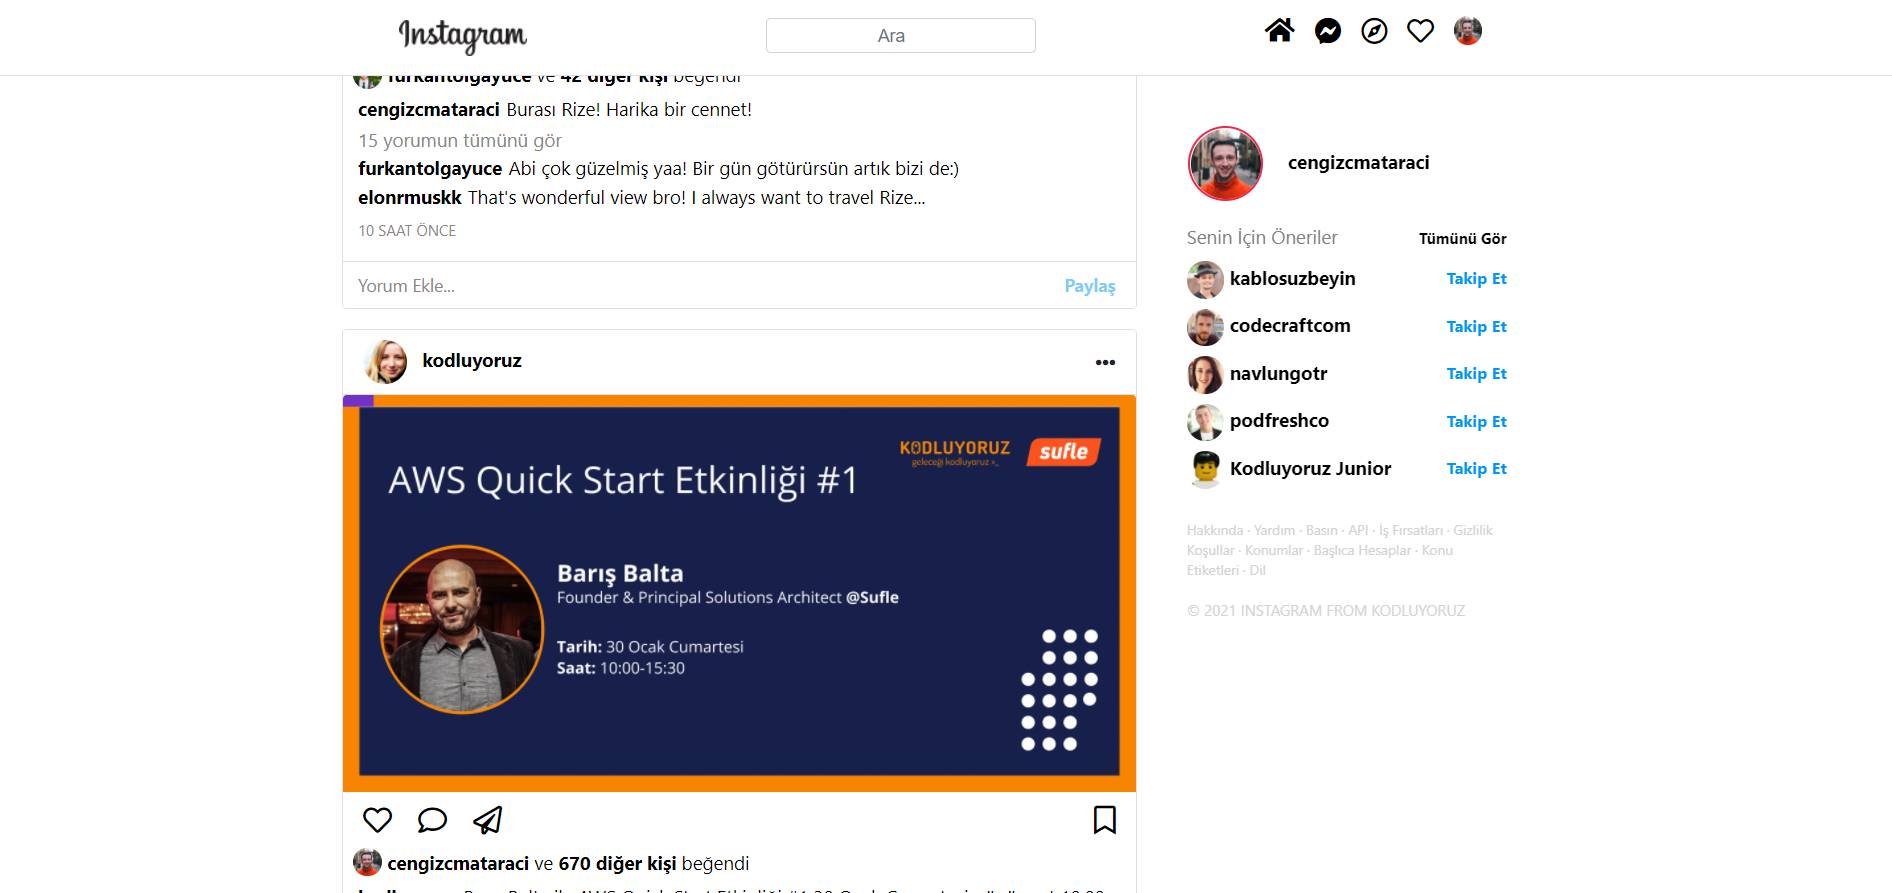 Instagram
Ara
furkantolgayuce ve 42 diğer kişi beğendi
cengizcmataraci Burası Rize! Harika bir cennet!
15 yorumun tümünü gör
furkantolgayuce Abi çok güzelmiş yaa! Bir gün götürürsün artık bizi de:)
elonrmuskk That's wonderful view bro! I always want to travel Rize...
10 SAAT ÖNCE
Yorum Ekle... Paylaş
kodluyoruz
KODLUYORUZ
geleceği kodluyoruz >_
sufle
AWS Quick Start Etkinliği #1
Barış Balta
Founder & Principal Solutions Architect @Sufle
Tarih: 30 Ocak Cumartesi
Saat: 10:00-15:30
cengizcmataraci ve 670 diğer kişi beğendi
cengizcmataraci
Senin İçin Öneriler Tümünü Gör
kablosuzbeyin Takip Et
codecraftcom Takip Et
navlungotr Takip Et
podfreshco Takip Et
Kodluyoruz Junior Takip Et
Hakkında · Yardım · Basın · API · İş Fırsatları · Gizlilik
Koşullar · Konumlar · Başlıca Hesaplar · Konu
Etiketleri · Dil
© 2021 INSTAGRAM FROM KODLUYORUZ